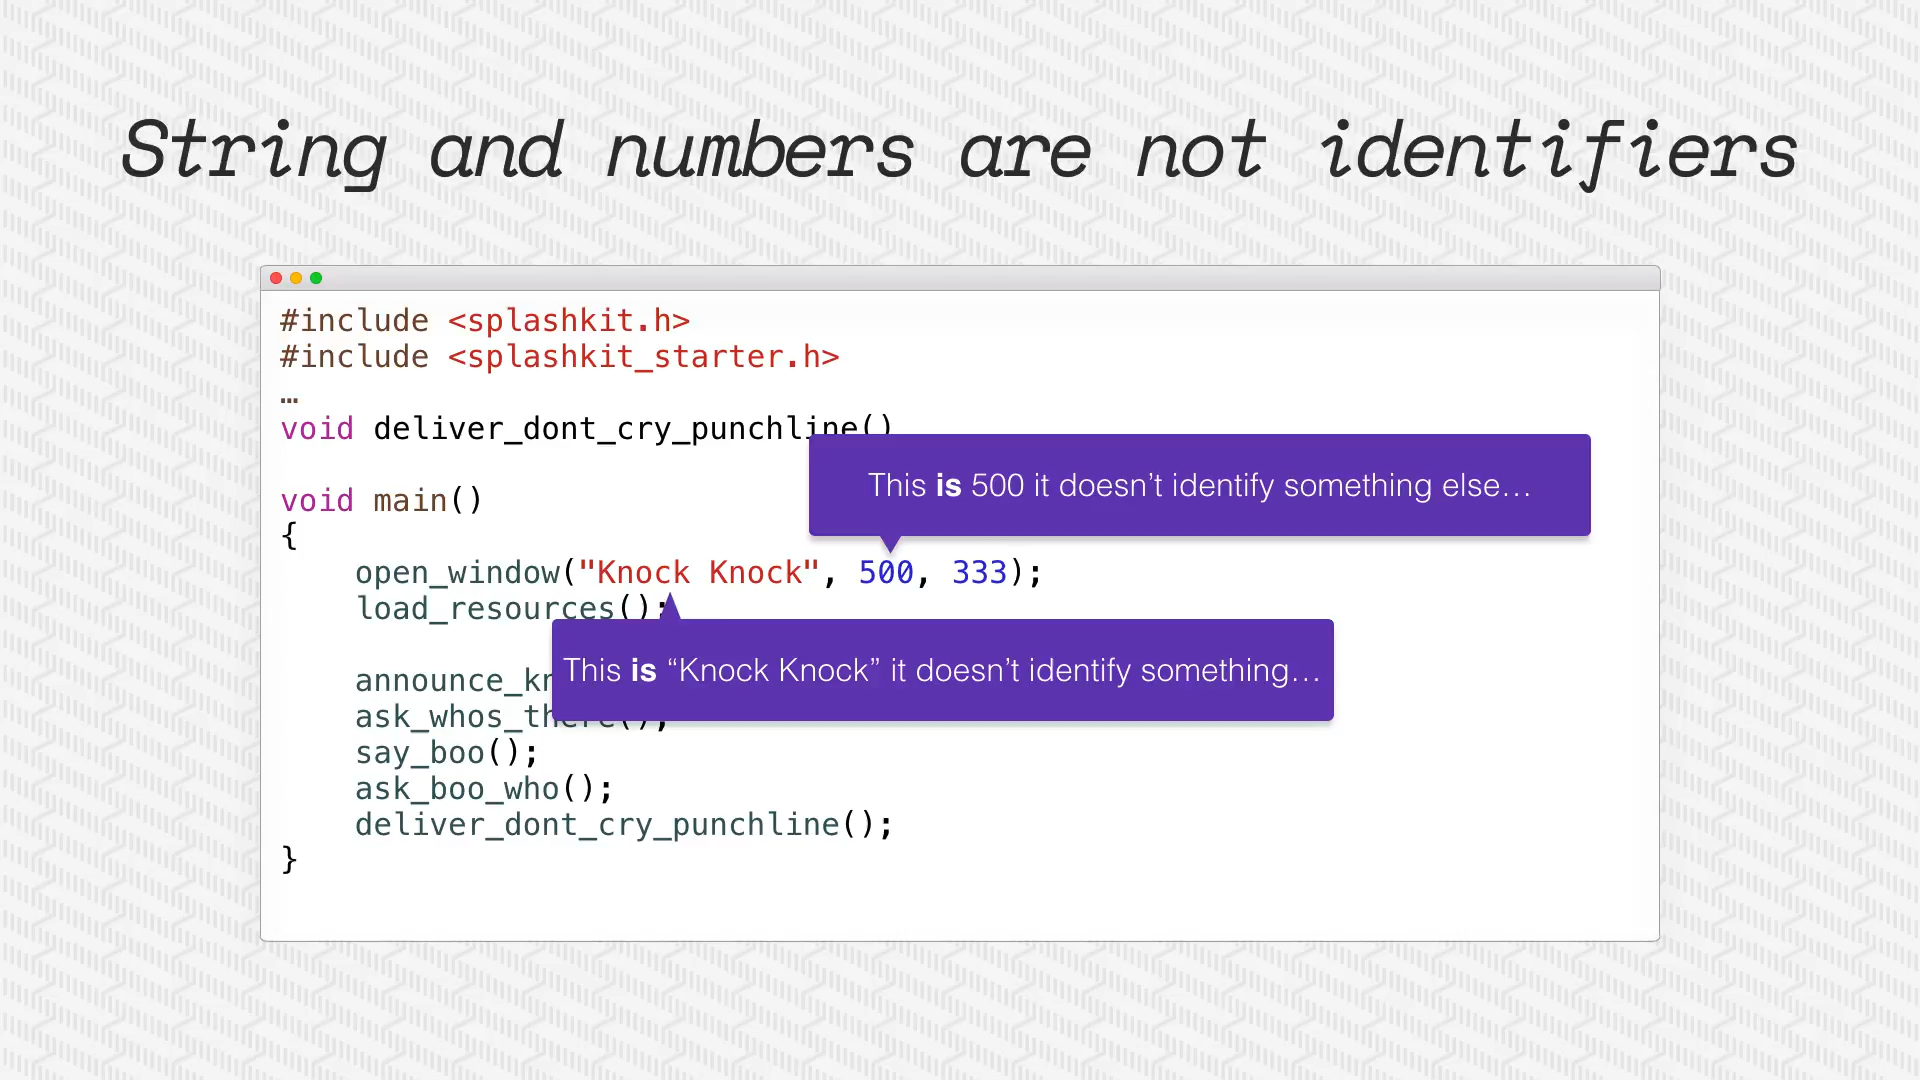 String and numbers are not identifiers
#include <splashkit.h>
#include <splashkit_starter.h>
…
void deliver_dont_cry_punchline()
This is 500 it doesn’t identify something else…
void main()
{
open_window("Knock Knock", 500, 333);
load_resources();
This is “Knock Knock” it doesn’t identify something…
ask_whos_there();
say_boo();
ask_boo_who();
deliver_dont_cry_punchline();
}